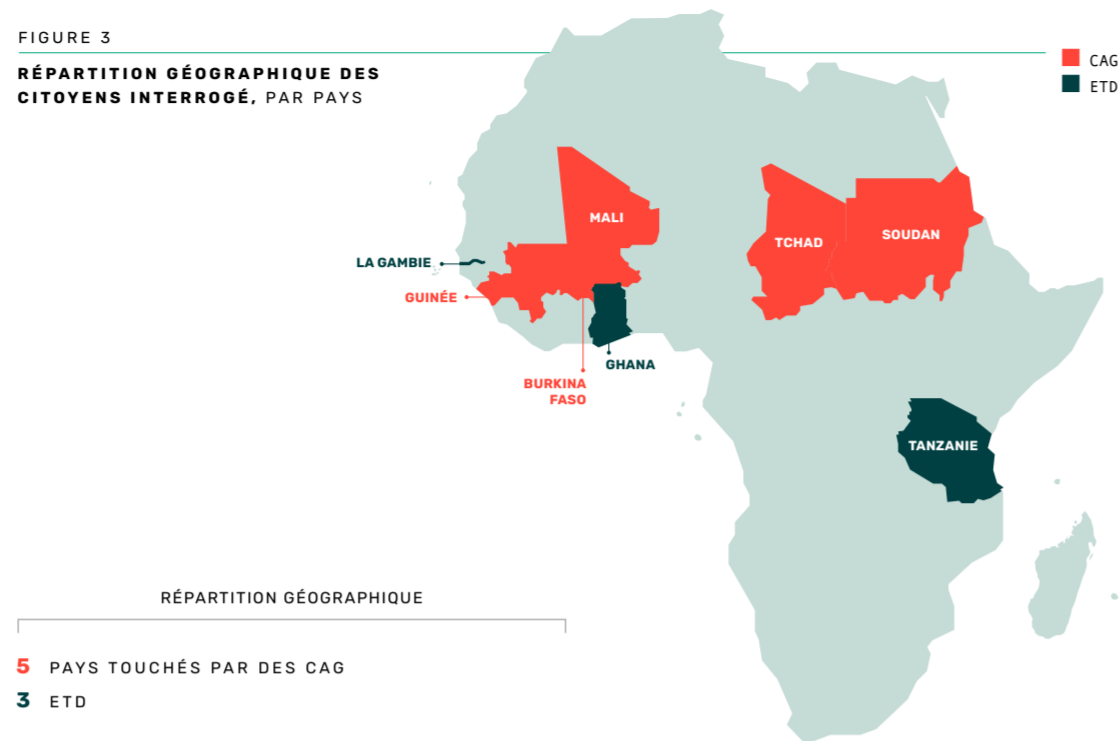 FIGURE 3
RÉPARTITION GÉOGRAPHIQUE DES
CITOYENS INTERROGÉ, PAR PAYS
CAG
ETD
MALI
TCHAD
SOUDAN
LA GAMBIE
GUINÉE
GHANA
BURKINA
FASO
TANZANIE
RÉPARTITION GÉOGRAPHIQUE
5 PAYS TOUCHÉS PAR DES CAG
3 ETD